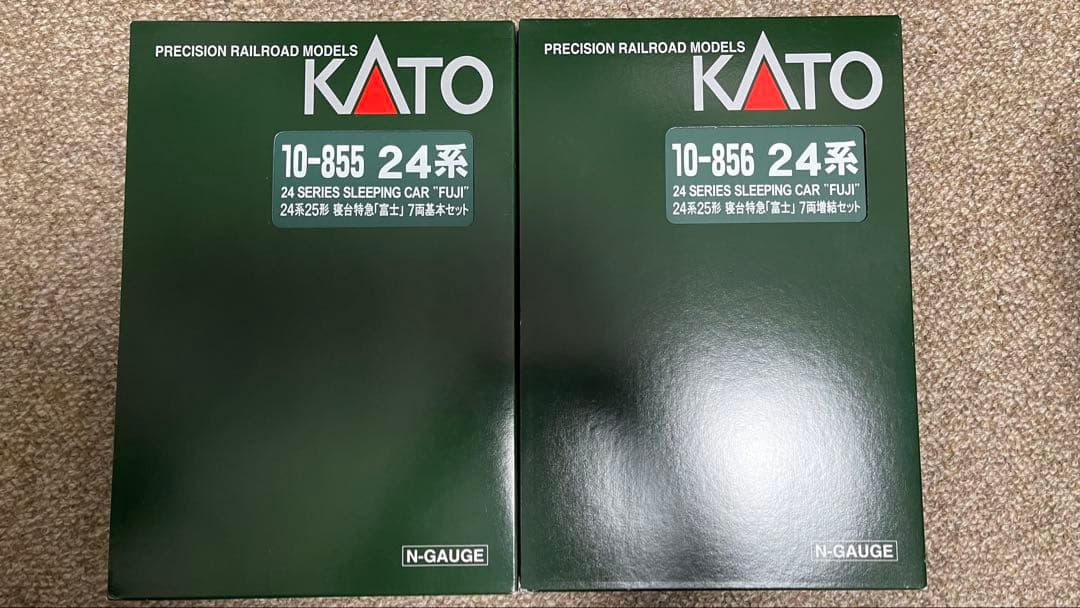 PRECISION RAILROAD MODELS
KATO
10-855 24系
24 SERIES SLEEPING CAR "FUJI"
24系25形 寝台特急「富士」 7両基本セット
N-GAUGE
PRECISION RAILROAD MODELS
KATO
10-856 24系
24 SERIES SLEEPING CAR "FUJI"
24系25形 寝台特急「富士」 7両増結セット
N-GAUGE